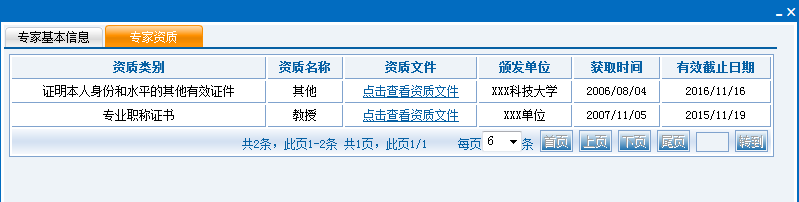 专家基本信息 专家资质
资质类别 资质名称 资质文件 颁发单位 获取时间 有效截止日期
证明本人身份和水平的其他有效证件 其他 点击查看资质文件 XXX科技大学 2006/08/04 2016/11/16
专业职称证书 教授 点击查看资质文件 XXX单位 2007/11/05 2015/11/19
共2条，此页1-2条 共1页，此页1/1 每页 6 条 首页 上页 下页 尾页 转到